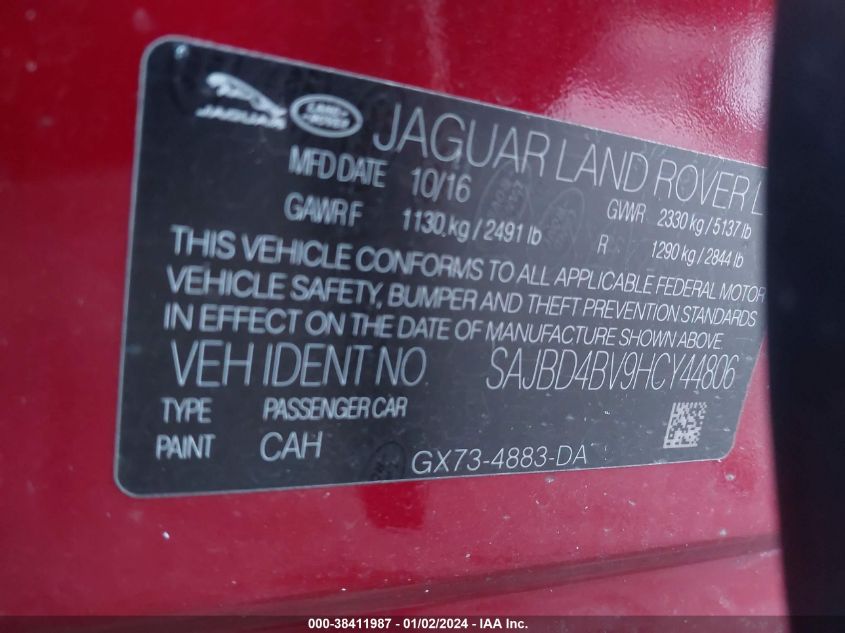 JAGUAR LAND ROVER JAGUAR LAND ROVER L
MFD DATE 10/16 GVWR 2330 kg / 5137 lb
GAWR F 1130 kg / 2491 lb R 1290 kg / 2844 lb
THIS VEHICLE CONFORMS TO ALL APPLICABLE FEDERAL MOTOR
VEHICLE SAFETY, BUMPER AND THEFT PREVENTION STANDARDS
IN EFFECT ON THE DATE OF MANUFACTURE SHOWN ABOVE.
VEH IDENT NO SAJBD4BV9HCY44806
TYPE PASSENGER CAR
PAINT CAH
GX73-4883-DA
000-38411987 - 01/02/2024 - IAA Inc.